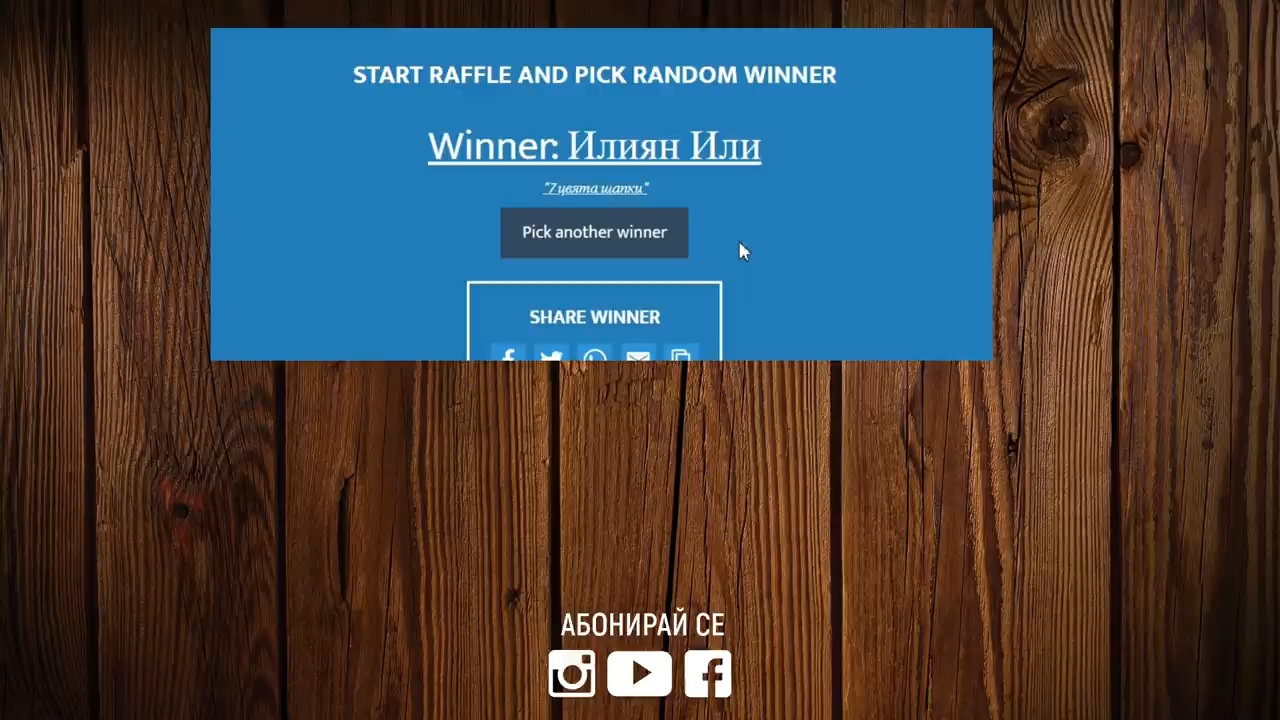 START RAFFLE AND PICK RANDOM WINNER
Winner: Илиян Или
"7 цвята шапки"
Pick another winner
SHARE WINNER
АБОНИРАЙ СЕ